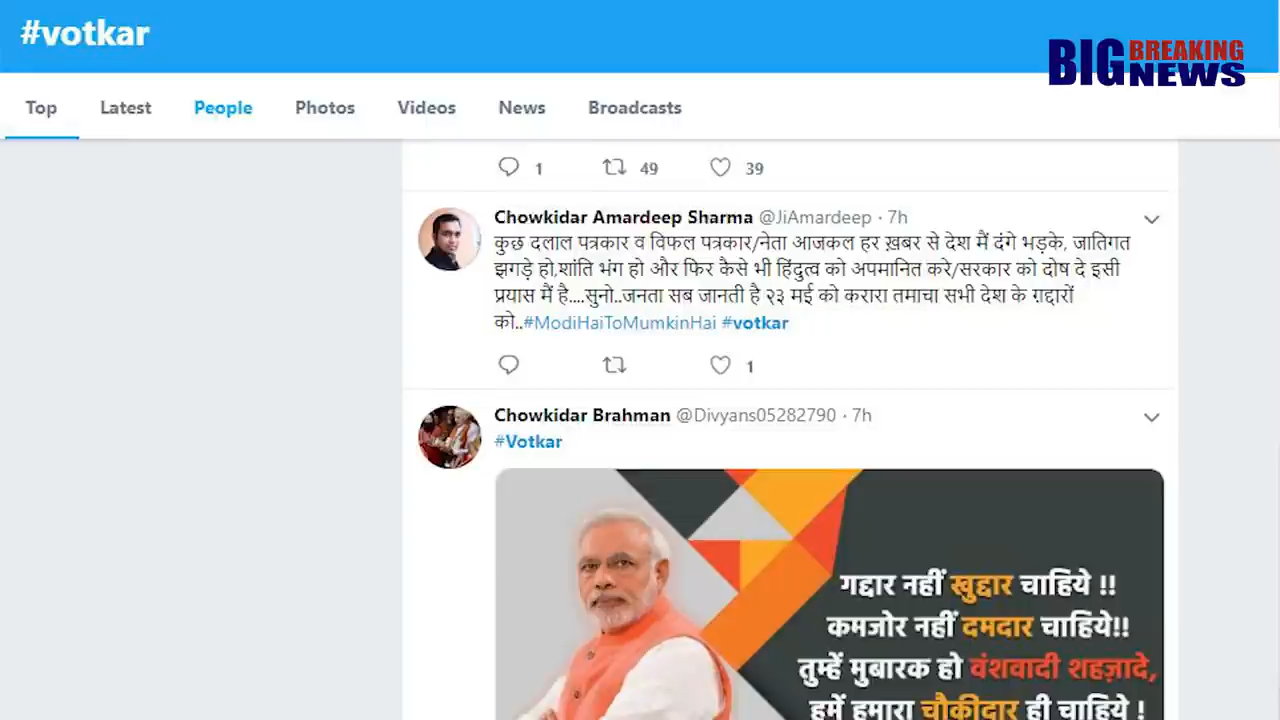 #votkar
BIG BREAKING NEWS
Top Latest People Photos Videos News Broadcasts
1 49 39
Chowkidar Amardeep Sharma @JiAmardeep · 7h
कुछ दलाल पत्रकार व विफल पत्रकार/नेता आजकल हर ख़बर से देश मैं दंगे भड़के, जातिगत
झगड़े हो,शांति भंग हो और फिर कैसे भी हिंदुत्व को अपमानित करे/सरकार को दोष दे इसी
प्रयास मैं है....सुनो..जनता सब जानती है २३ मई को करारा तमाचा सभी देश के ग़द्दारों
को..#ModiHaiToMumkinHai #votkar
1
Chowkidar Brahman @Divyans05282790 · 7h
#Votkar
गद्दार नहीं खुद्दार चाहिये !!
कमजोर नहीं दमदार चाहिये!!
तुम्हें मुबारक हो वंशवादी शहज़ादे,
हमें हमारा चौकीदार ही चाहिये !